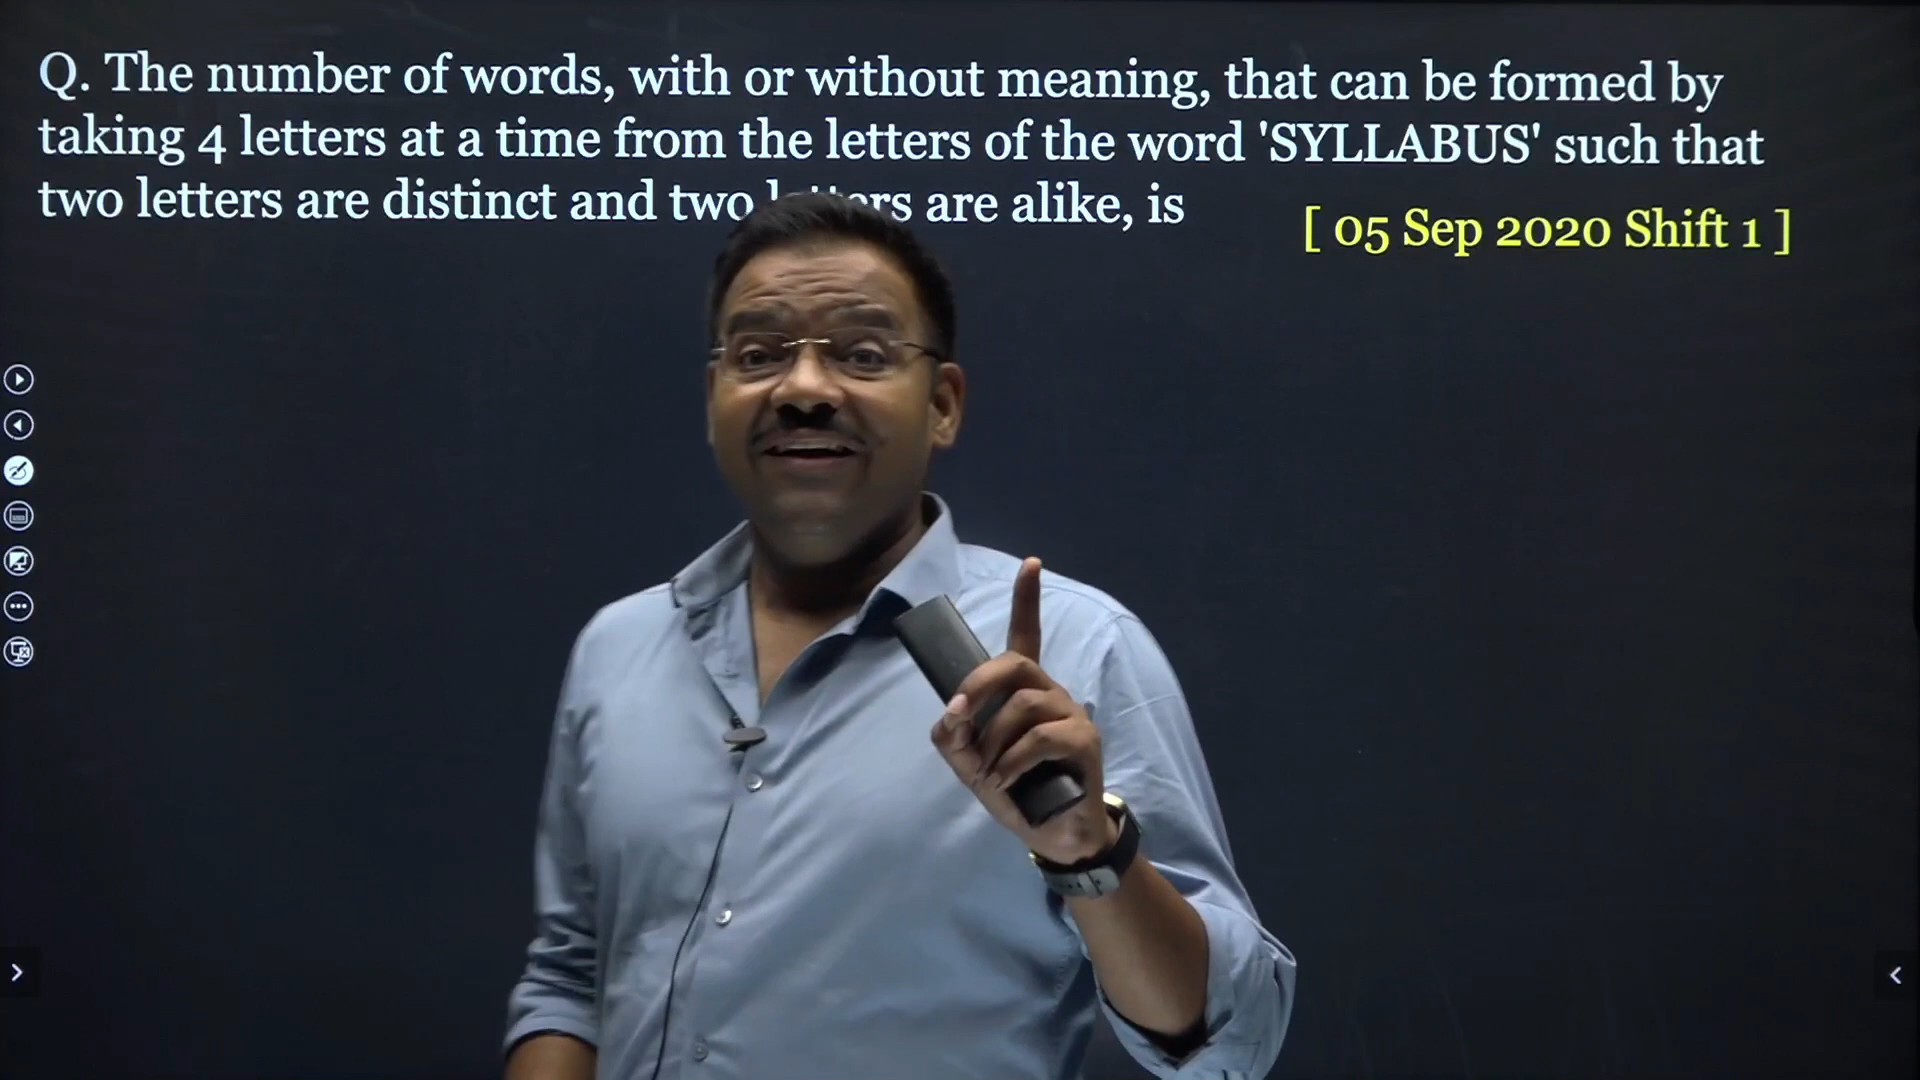 Q. The number of words, with or without meaning, that can be formed by
taking 4 letters at a time from the letters of the word 'SYLLABUS' such that
two letters are distinct and two are alike, is
[ 05 Sep 2020 Shift 1 ]